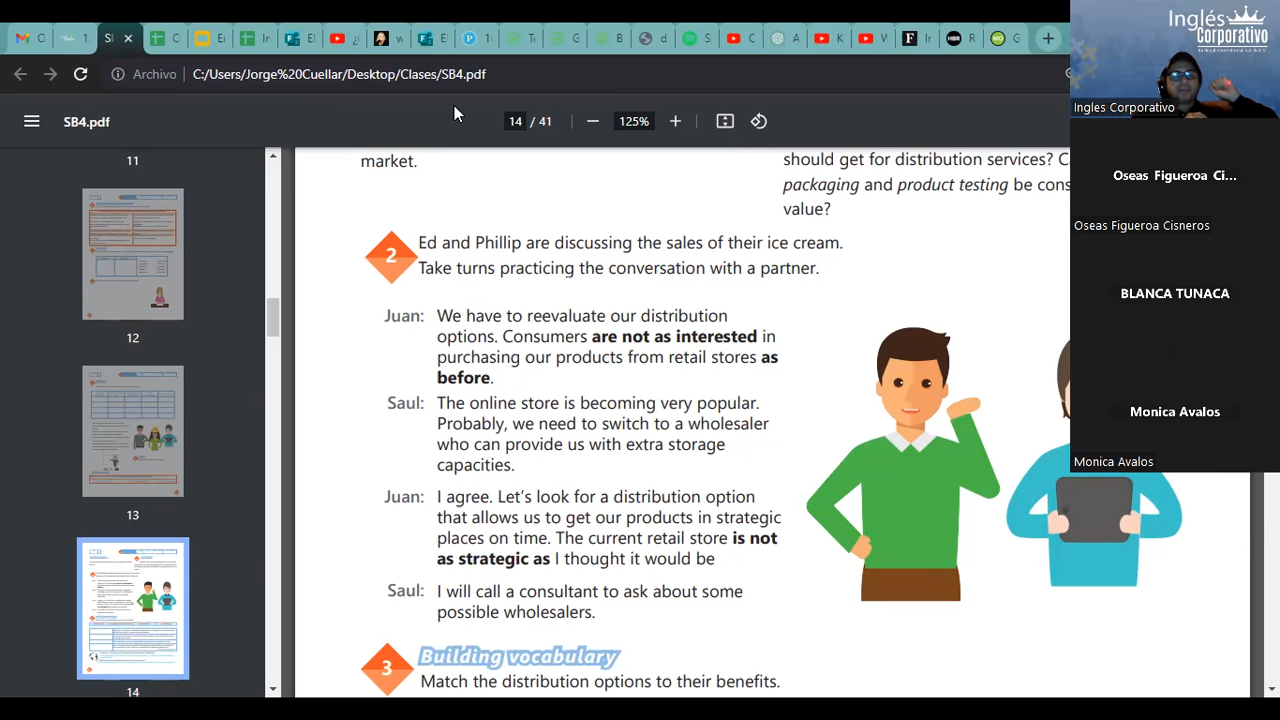 Archivo
C:/Users/Jorge%20Cuellar/Desktop/Clases/SB4.pdf
SB4.pdf
14 / 41
125%
11
12
13
14
market.
should get for distribution services?
packaging and product testing be
value?
2
Ed and Phillip are discussing the sales of their ice cream.
Take turns practicing the conversation with a partner.
Juan: We have to reevaluate our distribution
options. Consumers are not as interested in
purchasing our products from retail stores as
before.
Saul: The online store is becoming very popular.
Probably, we need to switch to a wholesaler
who can provide us with extra storage
capacities.
Juan: I agree. Let's look for a distribution option
that allows us to get our products in strategic
places on time. The current retail store is not
as strategic as I thought it would be
Saul: I will call a consultant to ask about some
possible wholesalers.
3
Building vocabulary
Match the distribution options to their benefits.
Inglés
Corporativo
Ingles Corporativo
Oseas Figueroa Ci...
Oseas Figueroa Cisneros
BLANCA TUNACA
Monica Avalos
Monica Avalos